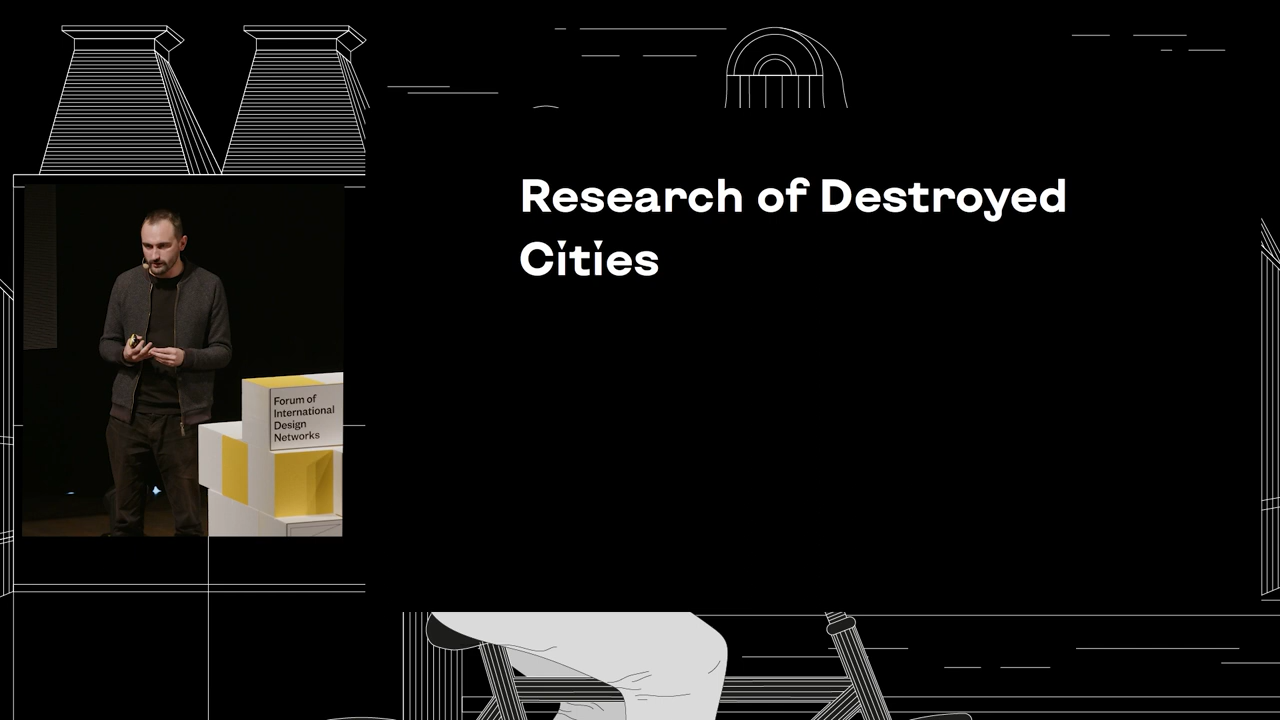 Research of Destroyed
Cities
Forum of
International
Design
Networks